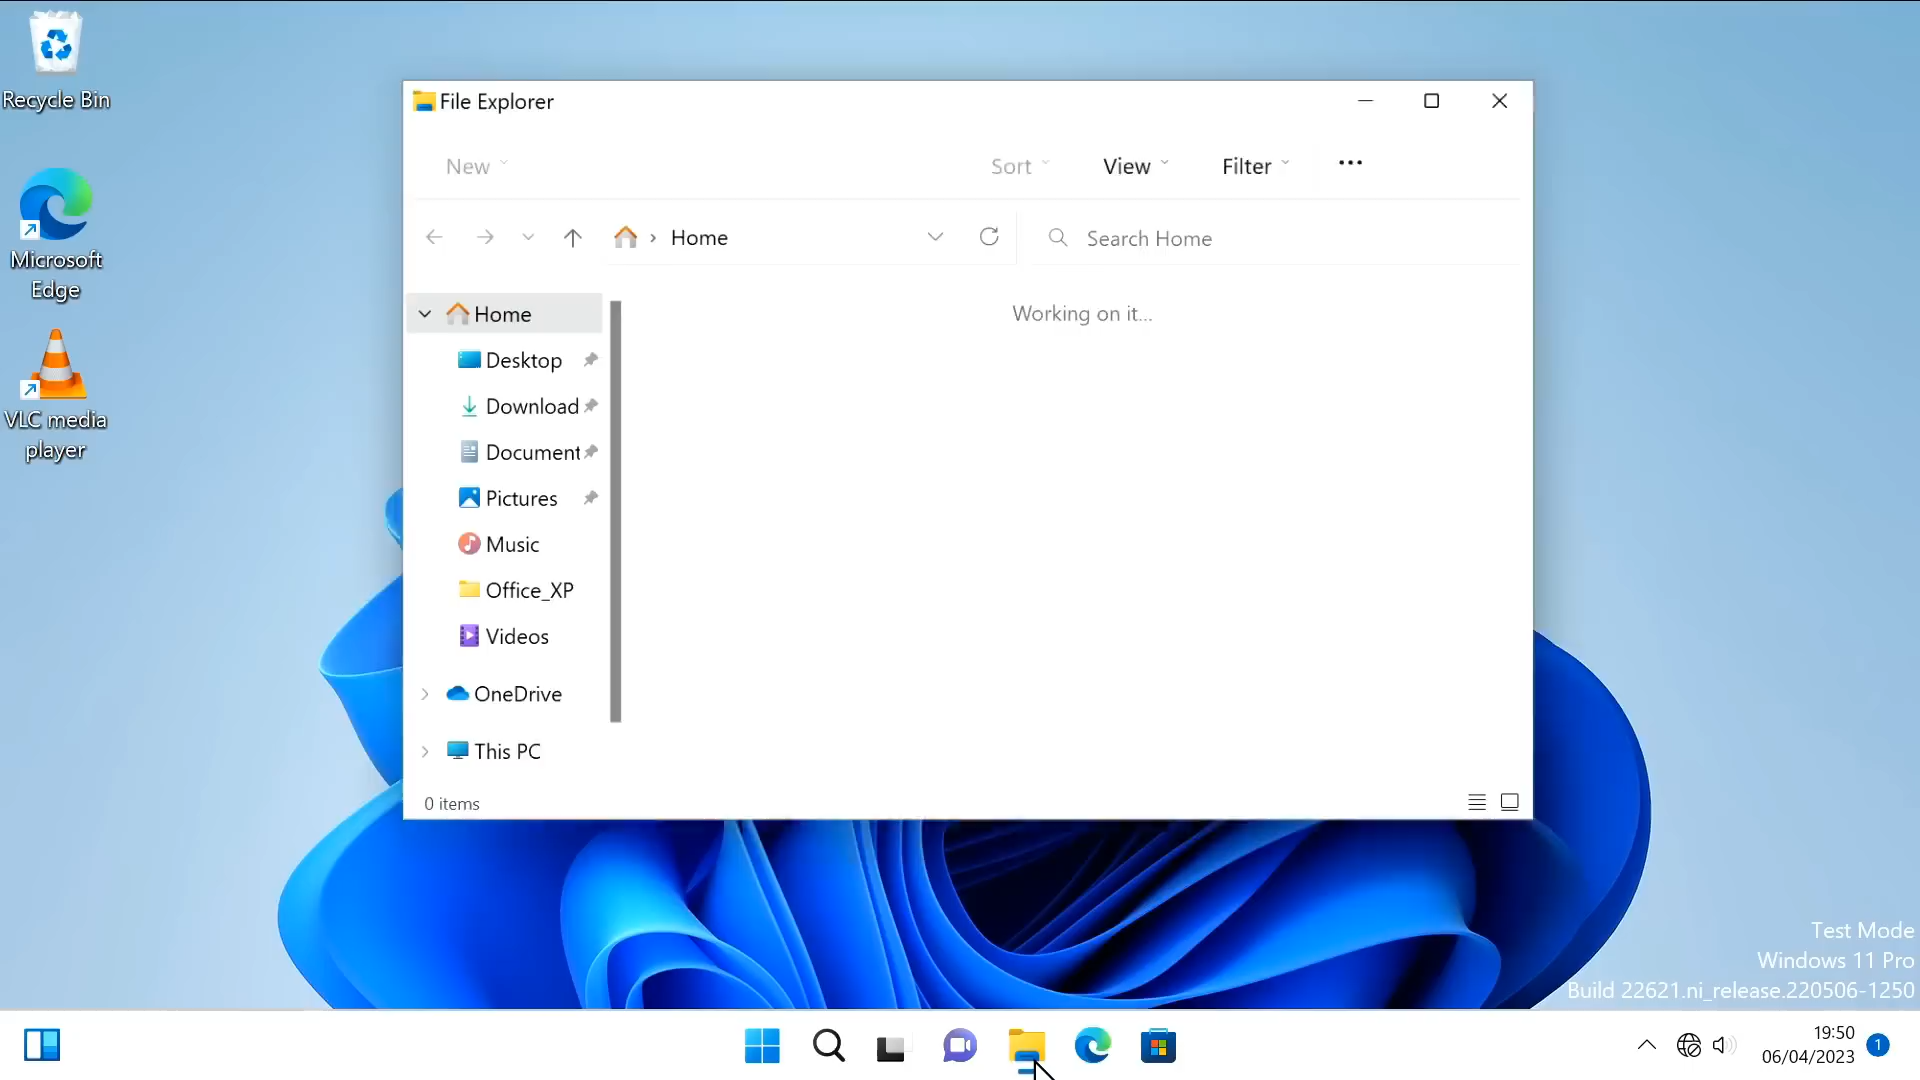 Recycle Bin
Microsoft
Edge
VLC media
player
File Explorer
New
Sort
View
Filter
Home
Search Home
Home
Working on it...
Desktop
Download
Document
Pictures
Music
Office_XP
Videos
OneDrive
This PC
0 items
Test Mode
Windows 11 Pro
Build 22621.ni_release.220506-1250
19:50
06/04/2023
1